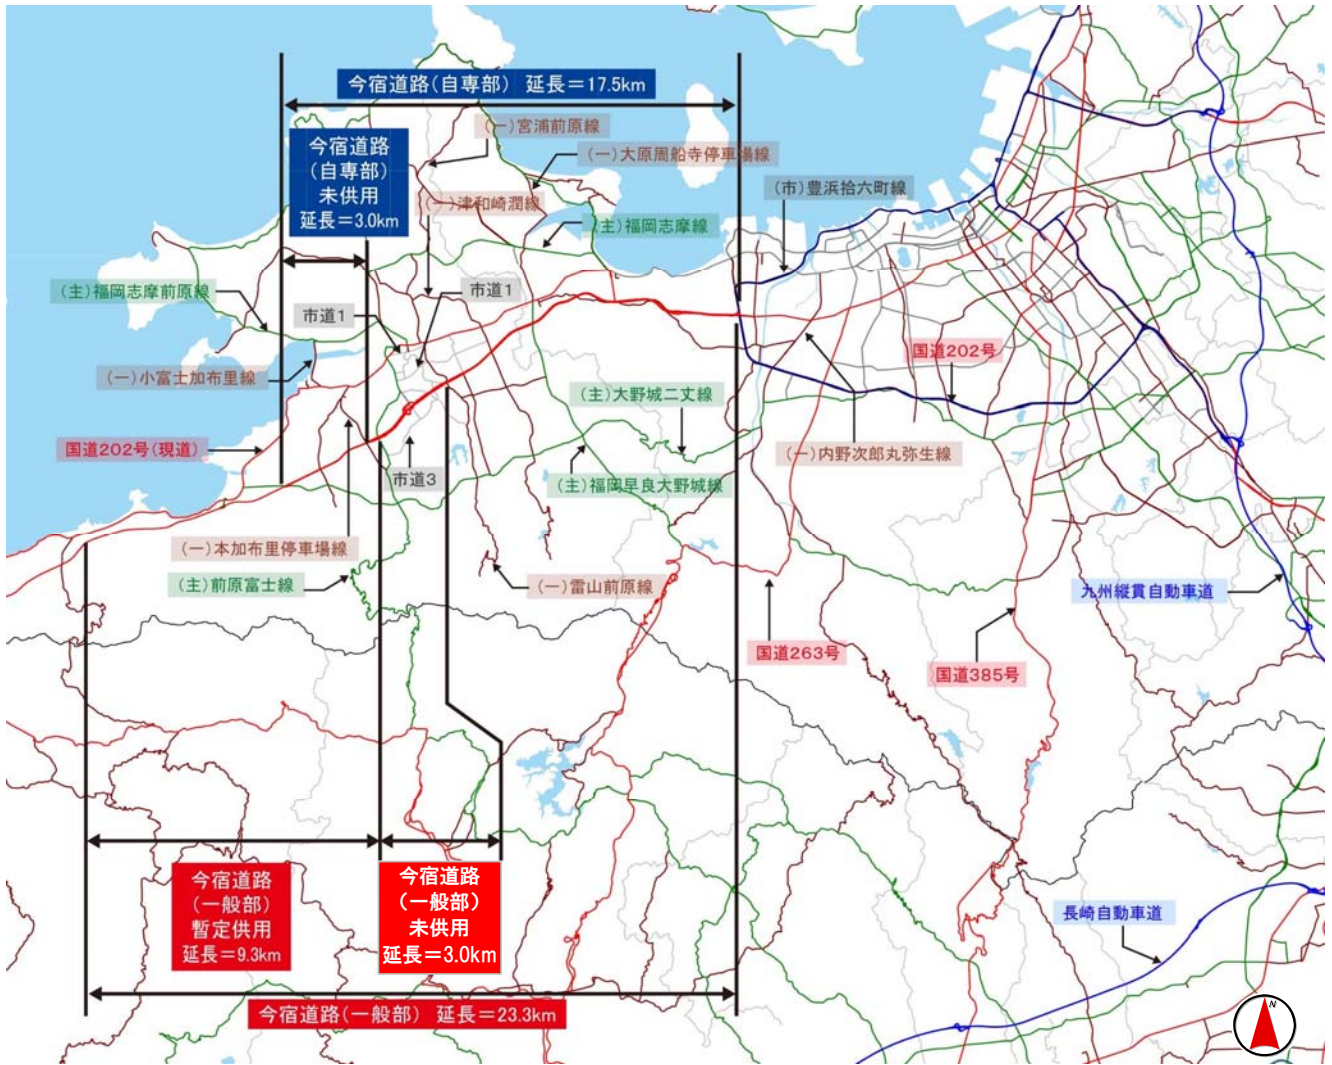 今宿道路(自専部) 延長=17.5km
今宿道路
(自専部)
未供用
延長=3.0km
(一)宮浦前原線
(一)大原周船寺停車場線
(一)津和崎潤線
(主)福岡志摩線
(市)豊浜拾六町線
(主)福岡志摩前原線
市道1
市道1
(一)小富士加布里線
国道202号
(主)大野城二丈線
国道202号(現道)
市道3
(一)内野次郎丸弥生線
(主)福岡早良大野城線
(一)本加布里停車場線
(主)前原富士線
(一)雷山前原線
九州縦貫自動車道
国道263号
国道385号
今宿道路
(一般部)
暫定供用
延長=9.3km
今宿道路
(一般部)
未供用
延長=3.0km
長崎自動車道
今宿道路(一般部) 延長=23.3km
N